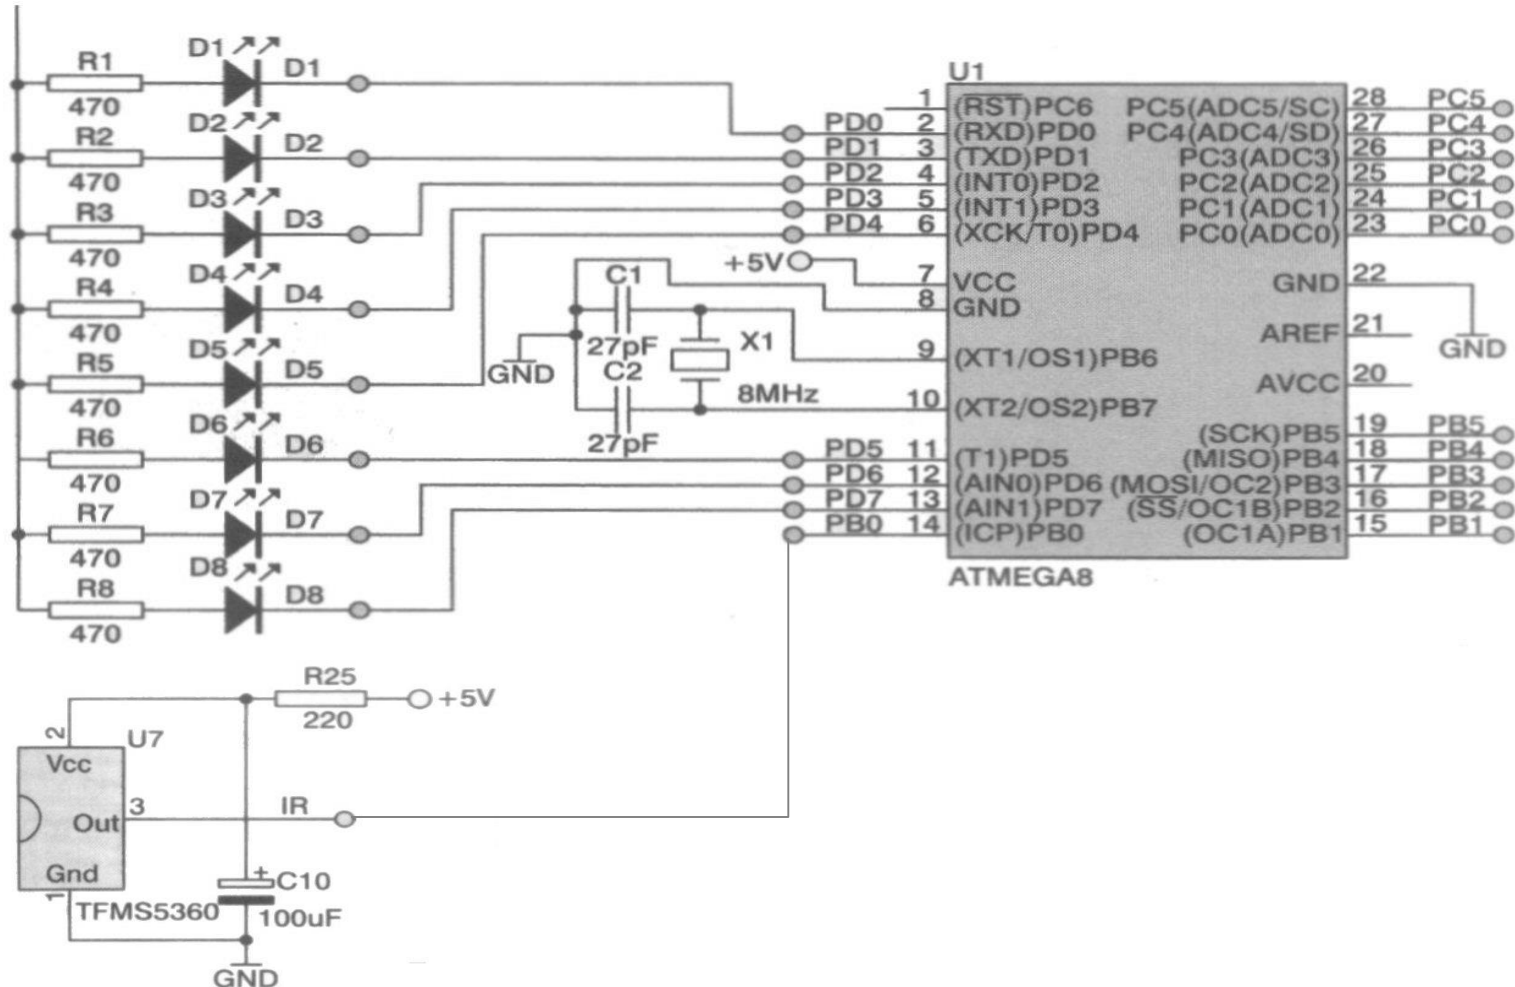 R1
470
D1
D1
R2
470
D2
D2
R3
470
D3
D3
R4
470
D4
D4
R5
470
D5
D5
R6
470
D6
D6
R7
470
D7
D7
R8
470
D8
D8
PD0
PD1
PD2
PD3
PD4
+5V
C1
27pF
C2
27pF
GND
X1
8MHz
PD5
PD6
PD7
PB0
U1
1 (RST)PC6
2 (RXD)PD0
3 (TXD)PD1
4 (INT0)PD2
5 (INT1)PD3
6 (XCK/T0)PD4
7 VCC
8 GND
9 (XT1/OS1)PB6
10 (XT2/OS2)PB7
11 (T1)PD5
12 (AIN0)PD6
13 (AIN1)PD7
14 (ICP)PB0
PC5(ADC5/SC) 28 PC5
PC4(ADC4/SD) 27 PC4
PC3(ADC3) 26 PC3
PC2(ADC2) 25 PC2
PC1(ADC1) 24 PC1
PC0(ADC0) 23 PC0
GND 22
AREF 21
GND
AVCC 20
(SCK)PB5 19 PB5
(MISO)PB4 18 PB4
(MOSI/OC2)PB3 17 PB3
(SS/OC1B)PB2 16 PB2
(OC1A)PB1 15 PB1
ATMEGA8
R25
220
+5V
2
U7
Vcc
3
Out
IR
Gnd
1
TFMS5360
+
C10
100uF
GND